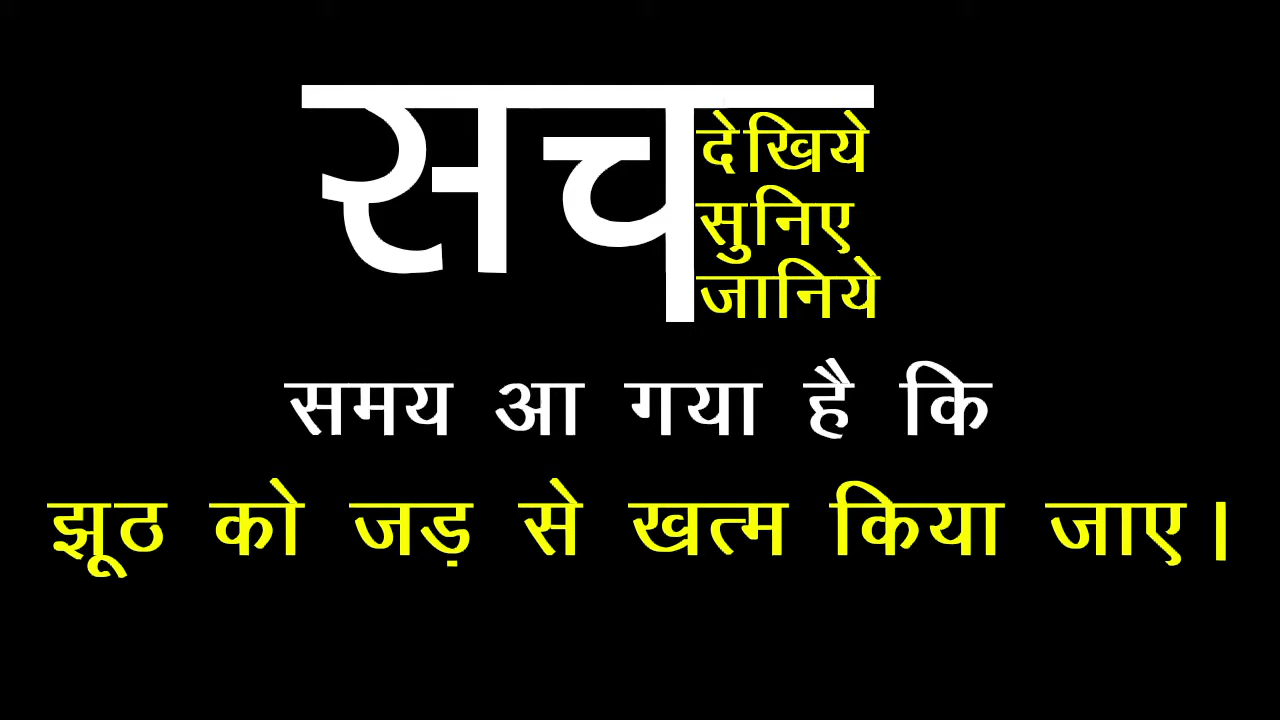 सच
देखिये
सुनिए
जानिये
समय आ गया है कि
झूठ को जड़ से खत्म किया जाए।